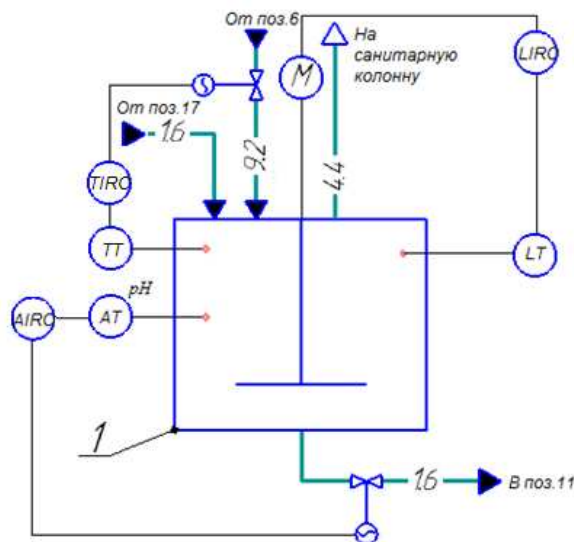 От поз.6
На
санитарную
колонну
M
LIRC
От поз.17
1.6
9.2
4.4
TIRC
TT
LT
pH
AIRC
AT
1
1.6
В поз.11